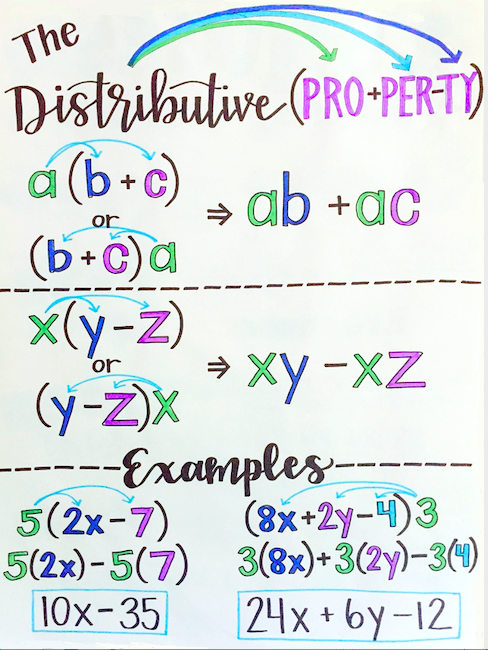 The
Distributive (PRO+PER-TY)
a(b+c)
or
(b+c)a
⇒ ab +ac
x(y-z)
or
(y-z)x
⇒ xy -xz
Examples
5(2x-7)
5(2x)-5(7)
10x-35
(8x+2y-4)3
3(8x)+3(2y)-3(4)
24x+6y-12